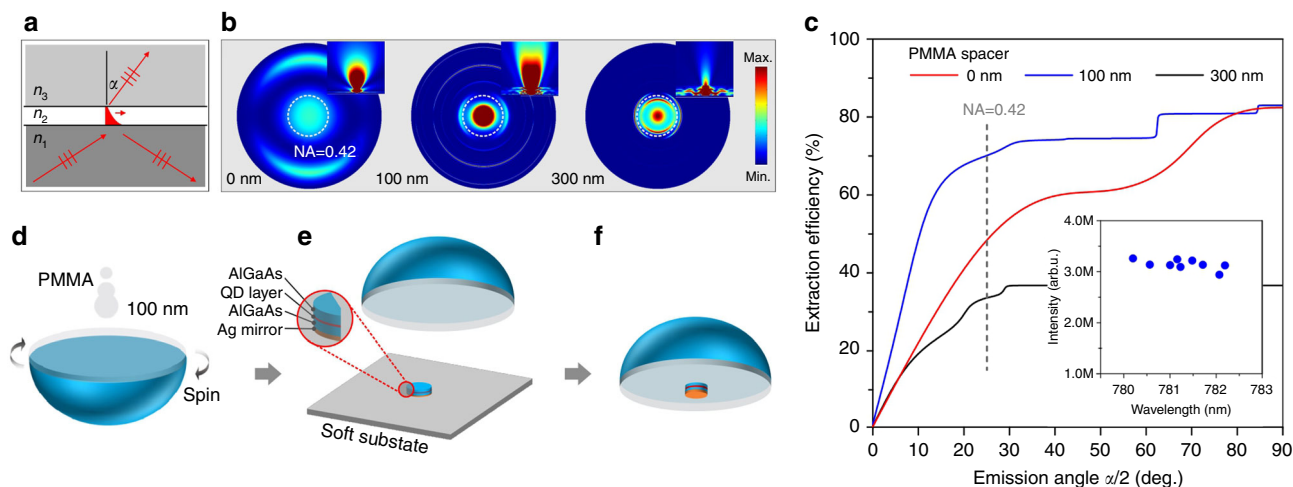 a
n3
α
n2
n1
b
NA=0.42
0 nm
100 nm
300 nm
Max.
Min.
c
100
80
60
40
20
0
Extraction efficiency (%)
PMMA spacer
0 nm
100 nm
300 nm
NA=0.42
4.0M
3.0M
2.0M
1.0M
Intensity (arb.u.)
780
781
782
783
Wavelength (nm)
0
10
20
30
40
50
60
70
80
90
Emission angle α/2 (deg.)
d
PMMA
100 nm
Spin
e
AlGaAs
QD layer
AlGaAs
Ag mirror
Soft substate
f